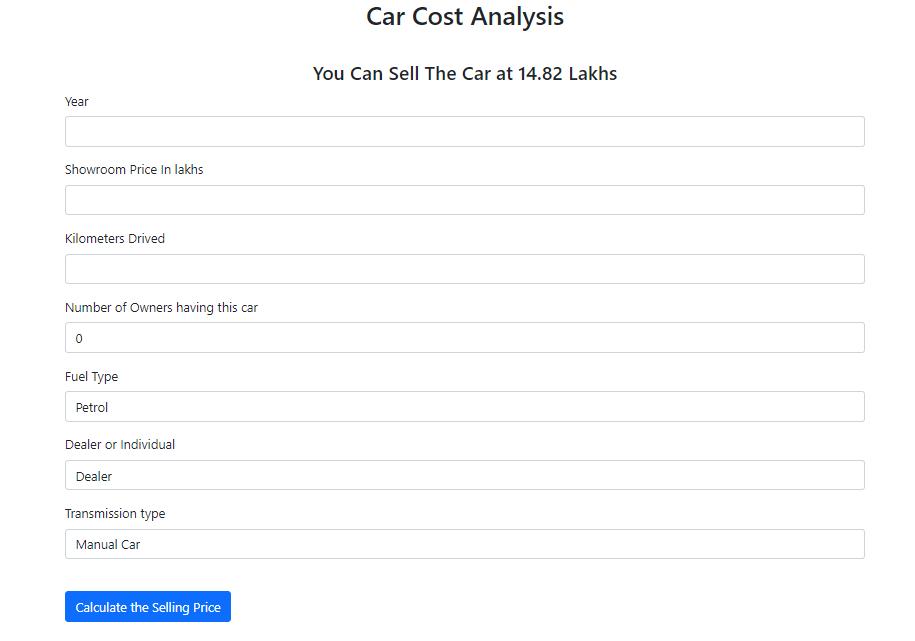 Car Cost Analysis
You Can Sell The Car at 14.82 Lakhs
Year
Showroom Price In lakhs
Kilometers Drived
Number of Owners having this car
0
Fuel Type
Petrol
Dealer or Individual
Dealer
Transmission type
Manual Car
Calculate the Selling Price